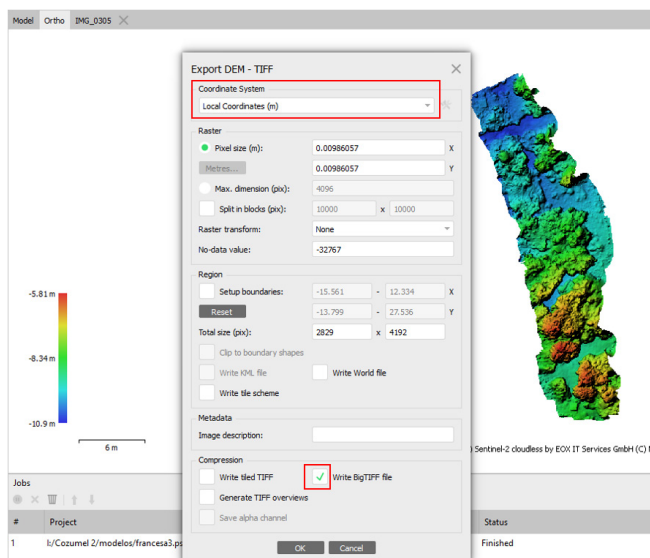 Model Ortho IMG_0305
Export DEM - TIFF
Coordinate System
Local Coordinates (m)
Raster
Pixel size (m): 0.00986057 X
Metres... 0.00986057 Y
Max. dimension (pix): 4096
Split in blocks (pix): 10000 x 10000
Raster transform: None
No-data value: -32767
Region
Setup boundaries: -15.561 - 12.334 X
Reset -13.799 - 27.536 Y
Total size (pix): 2829 x 4192
Clip to boundary shapes
Write KML file Write World file
Write tile scheme
Metadata
Image description:
Compression
Write tiled TIFF Write BigTIFF file
Generate TIFF overviews
Save alpha channel
OK Cancel
-5.81 m
-8.34 m
-10.9 m
6 m
) Sentinel-2 cloudless by EOX IT Services GmbH (C)
Jobs
# Project Status
1 I:/Cozumel 2/modelos/francesa3.ps Finished